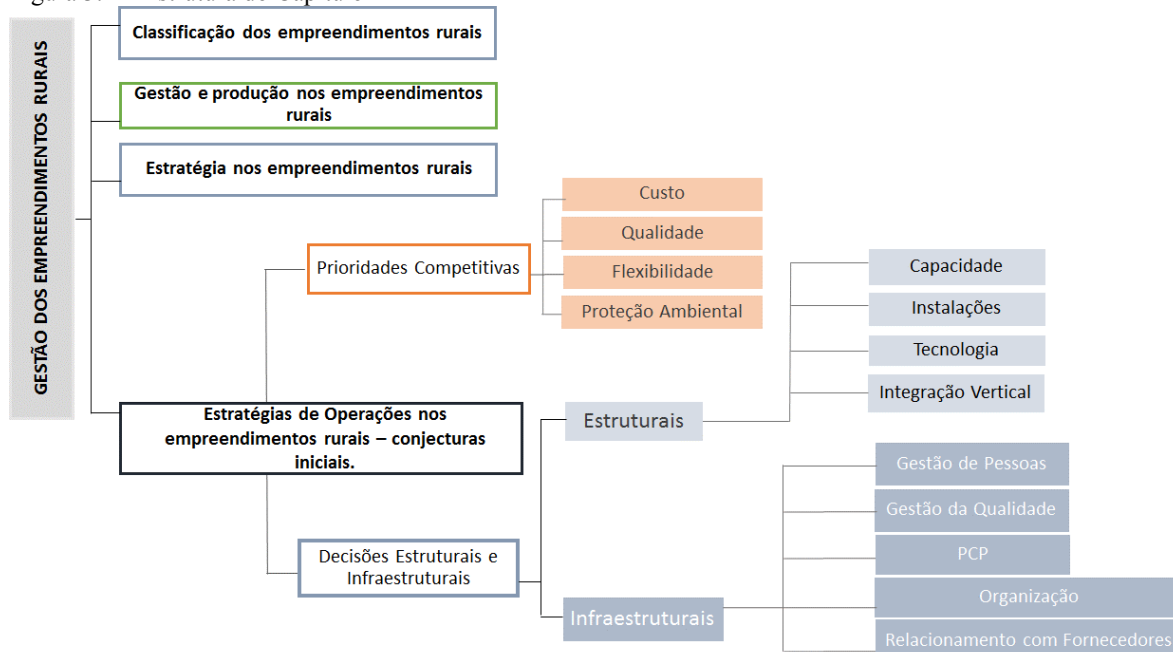 GESTÃO DOS EMPREENDIMENTOS RURAIS
Classificação dos empreendimentos rurais
Gestão e produção nos empreendimentos
rurais
Estratégia nos empreendimentos rurais
Prioridades Competitivas
Custo
Qualidade
Flexibilidade
Proteção Ambiental
Estratégias de Operações nos
empreendimentos rurais – conjecturas
iniciais.
Decisões Estruturais e
Infraestruturais
Estruturais
Capacidade
Instalações
Tecnologia
Integração Vertical
Infraestruturais
Gestão de Pessoas
Gestão da Qualidade
PCP
Organização
Relacionamento com Fornecedores